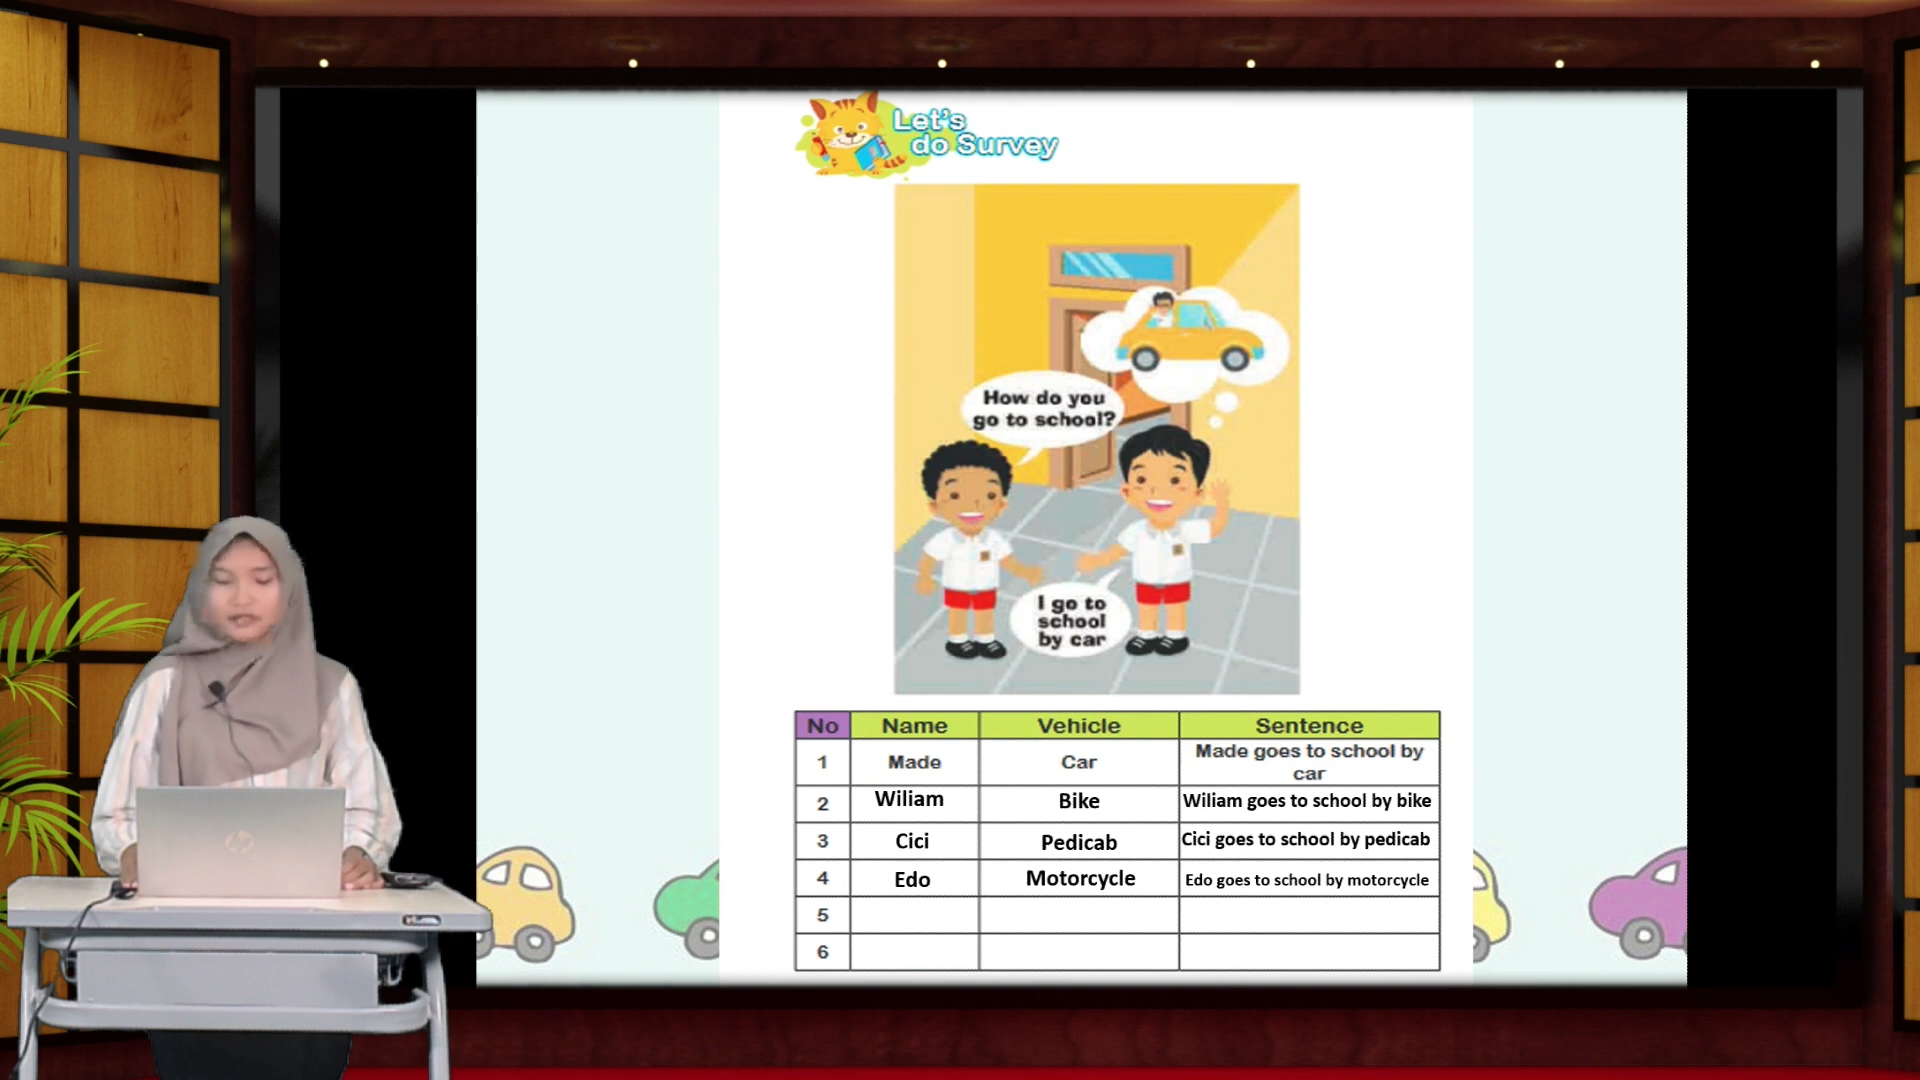 Let's
do Survey
How do you
go to school?
I go to
school
by car
No Name Vehicle Sentence
1 Made Car Made goes to school by
car
2 Wiliam Bike Wiliam goes to school by bike
3 Cici Pedicab Cici goes to school by pedicab
4 Edo Motorcycle Edo goes to school by motorcycle
5
6
hp